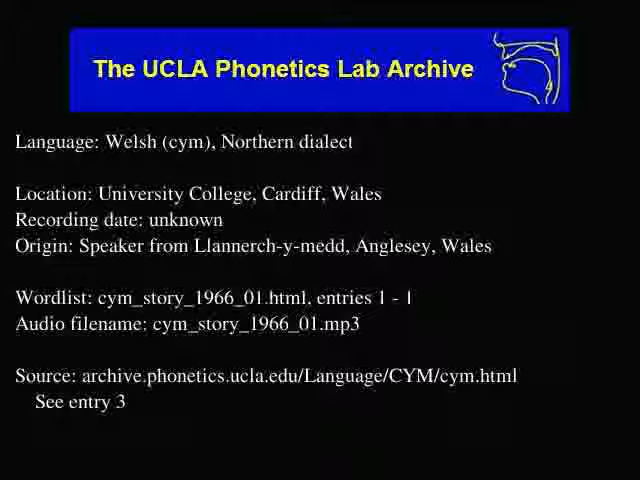 The UCLA Phonetics Lab Archive
Language: Welsh (cym), Northern dialect
Location: University College, Cardiff, Wales
Recording date: unknown
Origin: Speaker from Llannerch-y-medd, Anglesey, Wales
Wordlist: cym_story_1966_01.html, entries 1 - 1
Audio filename: cym_story_1966_01.mp3
Source: archive.phonetics.ucla.edu/Language/CYM/cym.html
See entry 3